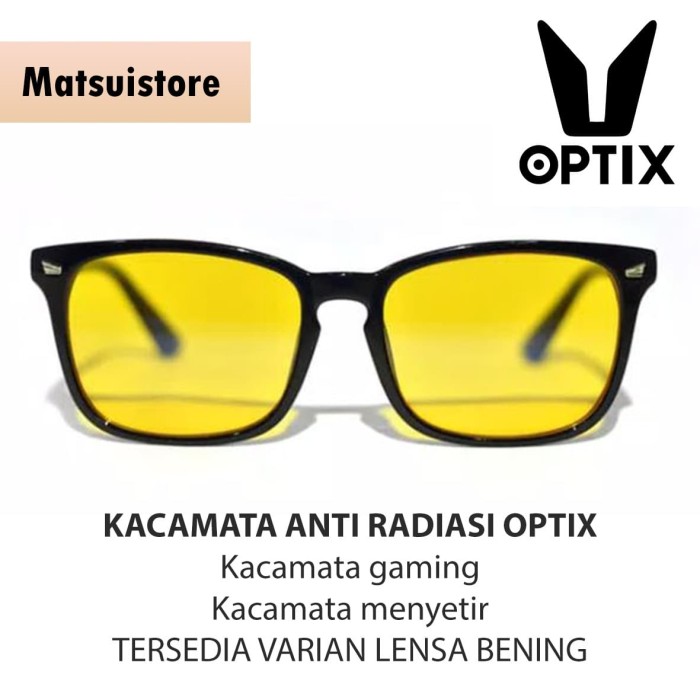 Matsuistore
OPTIX
KACAMATA ANTI RADIASI OPTIX
Kacamata gaming
Kacamata menyetir
TERSEDIA VARIAN LENSA BENING